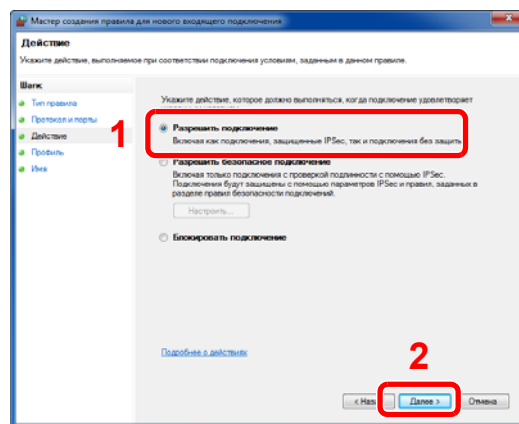 Мастер создания правила для нового входящего подключения
Действие
Укажите действие, выполняемое при соответствии подключения условиям, заданным в данном правиле.
Шаги:
Тип правила
Протокол и порты
Действие
Профиль
Имя
Укажите действие, которое должно выполняться, когда подключение удовлетворяет
1
Разрешить подключение
Включая как подключения, защищенные IPSec, так и подключения без защиты
Разрешить безопасное подключение
Включая только подключения с проверкой подлинности с помощью IPSec.
Подключения будут защищены с помощью параметров IPSec и правил, заданных в
разделе правил безопасности подключений.
Настроить...
Блокировать подключение
Подробнее о действиях
2
< Наз
Далее >
Отмена